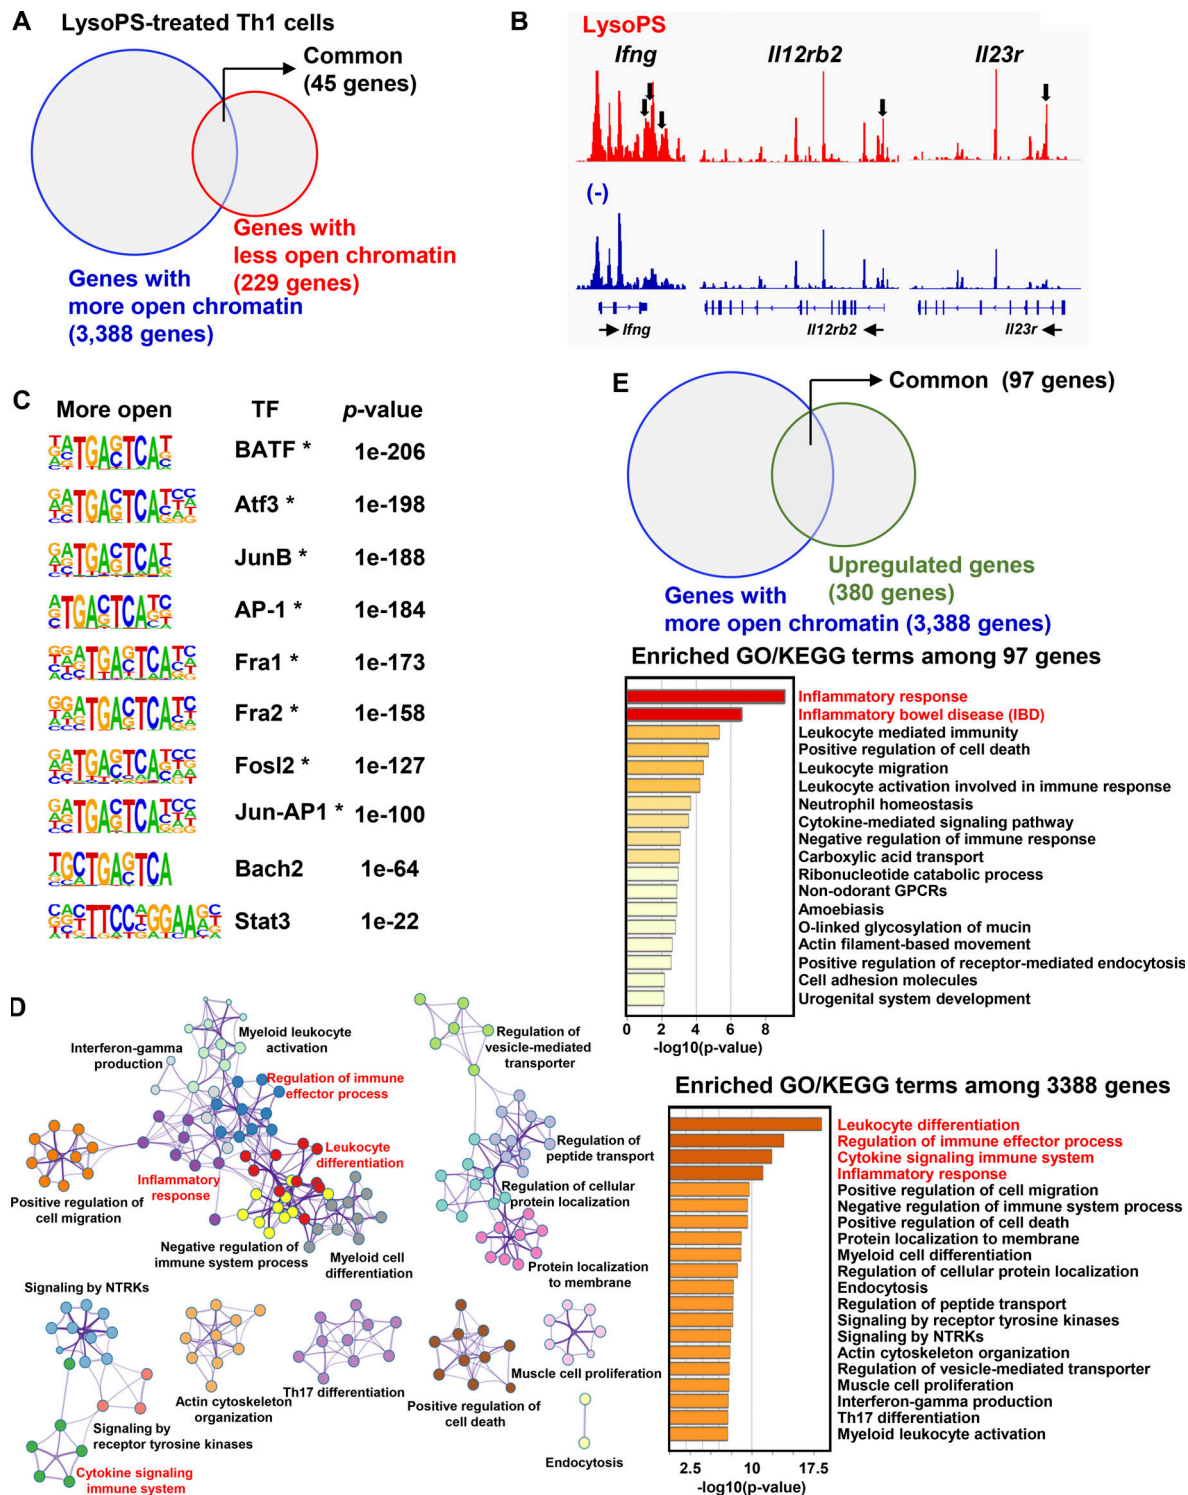 A
LysoPS-treated Th1 cells
Common
(45 genes)
Genes with
less open chromatin
(229 genes)
Genes with
more open chromatin
(3,388 genes)
B
LysoPS
Ifng
Il12rb2
Il23r
(-)
Ifng
Il12rb2
Il23r
C
More open TF p-value
BATF * 1e-206
Atf3 * 1e-198
JunB * 1e-188
AP-1 * 1e-184
Fra1 * 1e-173
Fra2 * 1e-158
Fosl2 * 1e-127
Jun-AP1 * 1e-100
Bach2 1e-64
Stat3 1e-22
D
Myeloid leukocyte
activation
Interferon-gamma
production
Regulation of immune
effector process
Leukocyte
differentiation
Inflammatory
response
Positive regulation of
cell migration
Negative regulation of
immune system process
Myeloid cell
differentiation
Regulation of
vesicle-mediated
transporter
Regulation of
peptide transport
Regulation of cellular
protein localization
Protein localization
to membrane
Signaling by NTRKs
Actin cytoskeleton
organization
Th17 differentiation
Positive regulation of
cell death
Muscle cell proliferation
Endocytosis
Signaling by
receptor tyrosine kinases
Cytokine signaling
immune system
E
Common (97 genes)
Upregulated genes
(380 genes)
Genes with
more open chromatin (3,388 genes)
Enriched GO/KEGG terms among 97 genes
Inflammatory response
Inflammatory bowel disease (IBD)
Leukocyte mediated immunity
Positive regulation of cell death
Leukocyte migration
Leukocyte activation involved in immune response
Neutrophil homeostasis
Cytokine-mediated signaling pathway
Negative regulation of immune response
Carboxylic acid transport
Ribonucleotide catabolic process
Non-odorant GPCRs
Amoebiasis
O-linked glycosylation of mucin
Actin filament-based movement
Positive regulation of receptor-mediated endocytosis
Cell adhesion molecules
Urogenital system development
0 2 4 6 8
-log10(p-value)
Enriched GO/KEGG terms among 3388 genes
Leukocyte differentiation
Regulation of immune effector process
Cytokine signaling immune system
Inflammatory response
Positive regulation of cell migration
Negative regulation of immune system process
Positive regulation of cell death
Protein localization to membrane
Myeloid cell differentiation
Regulation of cellular protein localization
Endocytosis
Regulation of peptide transport
Signaling by receptor tyrosine kinases
Signaling by NTRKs
Actin cytoskeleton organization
Regulation of vesicle-mediated transporter
Muscle cell proliferation
Interferon-gamma production
Th17 differentiation
Myeloid leukocyte activation
2.5 10 17.5
-log10(p-value)